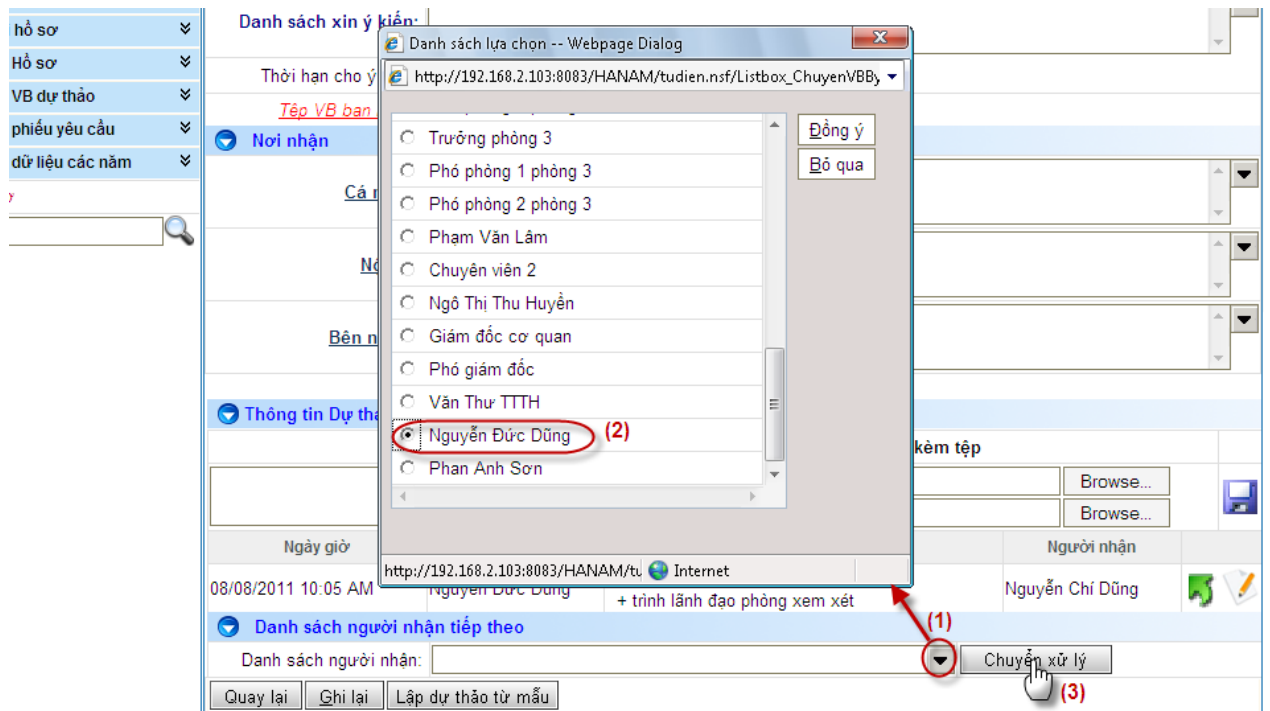 hồ sơ
Hồ sơ
VB dự thảo
phiếu yêu cầu
dữ liệu các năm
Danh sách xin ý kiến:
Thời hạn cho ý
Tệp VB ban
Nơi nhận
Bên n
Thông tin Dự thả
kèm tệp
Browse...
Browse...
Ngày giờ
Người nhận
08/08/2011 10:05 AM
Nguyễn Đức Dũng
+ trình lãnh đạo phòng xem xét
Nguyễn Chí Dũng
Danh sách lựa chọn -- Webpage Dialog
http://192.168.2.103:8083/HANAM/tudien.nsf/Listbox_ChuyenVBBy
Trưởng phòng 3
Phó phòng 1 phòng 3
Phó phòng 2 phòng 3
Phạm Văn Lâm
Chuyên viên 2
Ngô Thị Thu Huyền
Giám đốc cơ quan
Phó giám đốc
Văn Thư TTTH
Nguyễn Đức Dũng (2)
Phan Anh Sơn
Đồng ý
Bỏ qua
http://192.168.2.103:8083/HANAM/tu Internet
Danh sách người nhận tiếp theo
(1)
Danh sách người nhận:
Chuyển xử lý
(3)
Quay lại Ghi lại Lập dự thảo từ mẫu